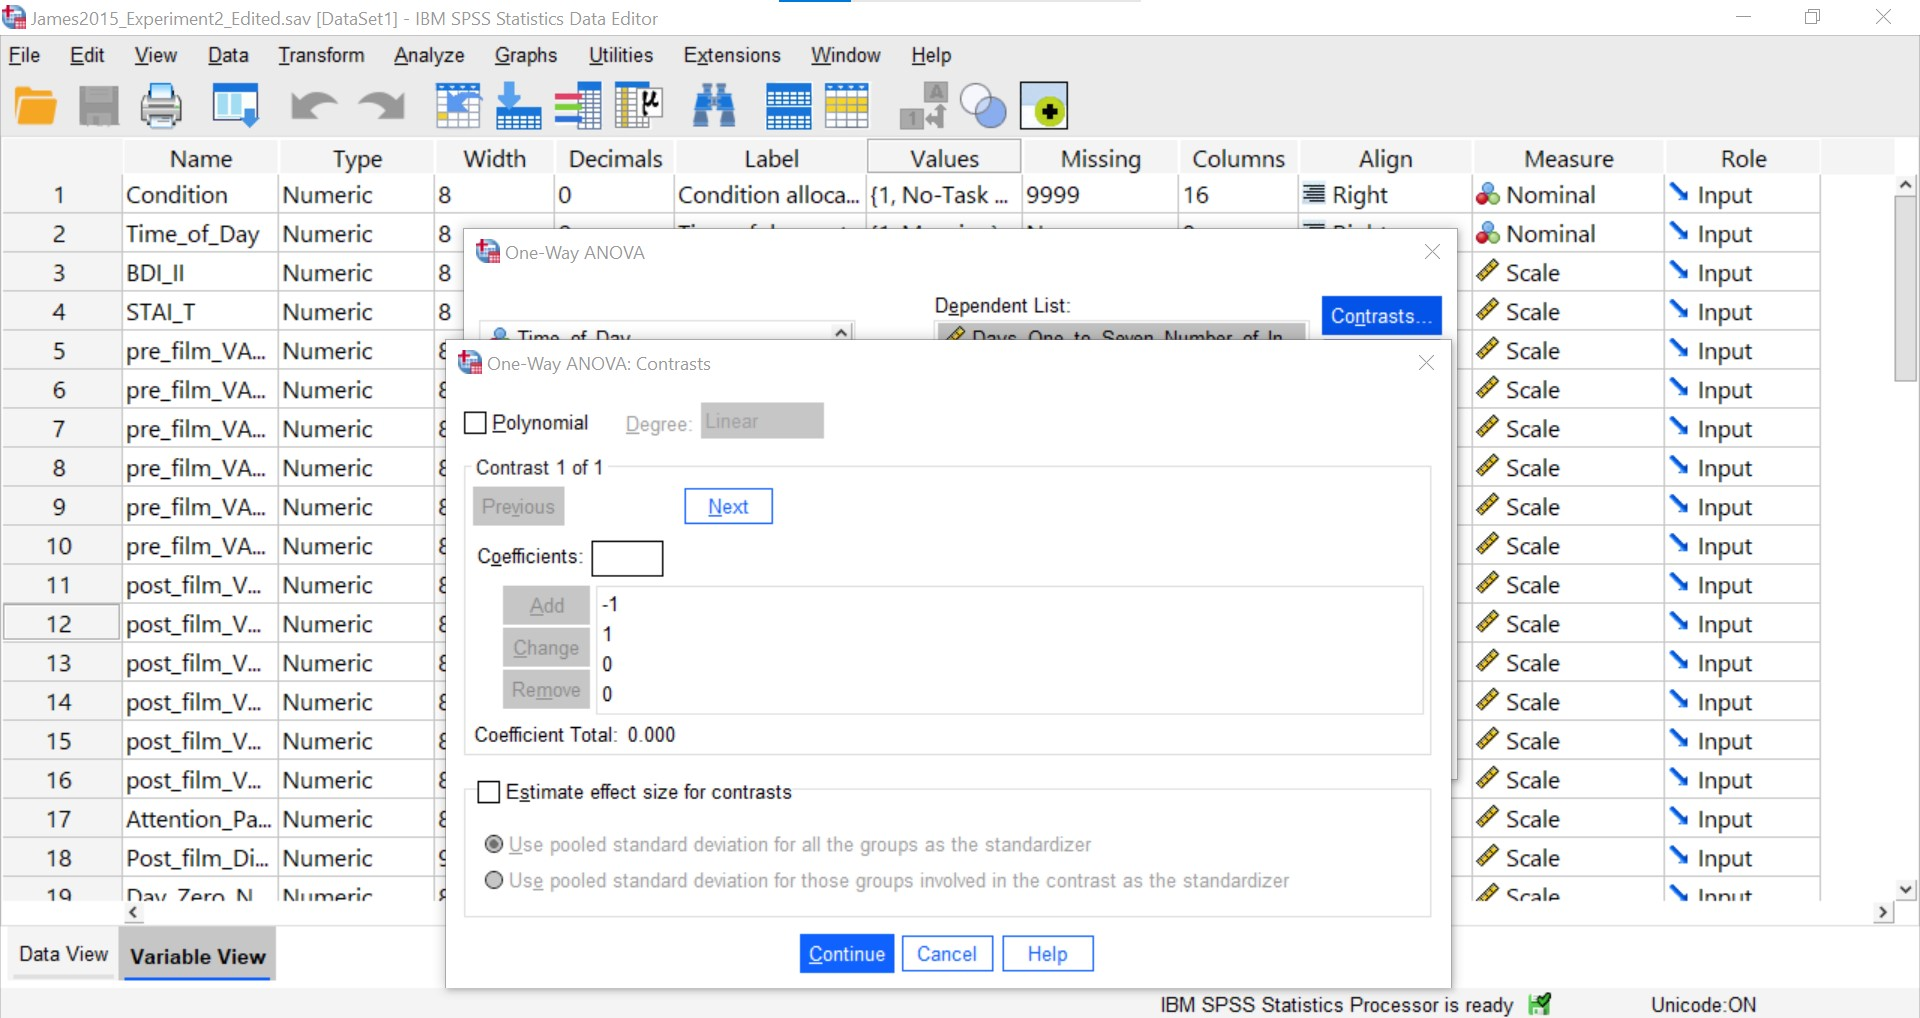 James2015_Experiment2_Edited.sav [DataSet1] - IBM SPSS Statistics Data Editor
File Edit View Data Transform Analyze Graphs Utilities Extensions Window Help
Name Type Width Decimals Label Values Missing Columns Align Measure Role
1 Condition Numeric 8 0 Condition alloca... {1, No-Task ... 9999 16 Right Nominal Input
2 Time_of_Day Numeric 8 Nominal Input
3 BDI_II Numeric 8 Scale Input
4 STAI_T Numeric 8 Scale Input
5 pre_film_VA... Numeric Scale Input
6 pre_film_VA... Numeric Scale Input
7 pre_film_VA... Numeric Scale Input
8 pre_film_VA... Numeric Scale Input
9 pre_film_VA... Numeric Scale Input
10 pre_film_VA... Numeric Scale Input
11 post_film_V... Numeric Scale Input
12 post_film_V... Numeric Scale Input
13 post_film_V... Numeric Scale Input
14 post_film_V... Numeric Scale Input
15 post_film_V... Numeric Scale Input
16 post_film_V... Numeric Scale Input
17 Attention_Pa... Numeric Scale Input
18 Post_film_Di... Numeric Scale Input
19 Day_Zero_N... Numeric Scale Input
One-Way ANOVA
Dependent List:
Contrasts...
Time_of_Day
Days_One_to_Seven_Number_of_In...
One-Way ANOVA: Contrasts
Polynomial Degree: Linear
Contrast 1 of 1
Previous Next
Coefficients:
Add
Change
Remove
-1
1
0
0
Coefficient Total: 0.000
Estimate effect size for contrasts
Use pooled standard deviation for all the groups as the standardizer
Use pooled standard deviation for those groups involved in the contrast as the standardizer
Continue Cancel Help
Data View Variable View
IBM SPSS Statistics Processor is ready Unicode:ON